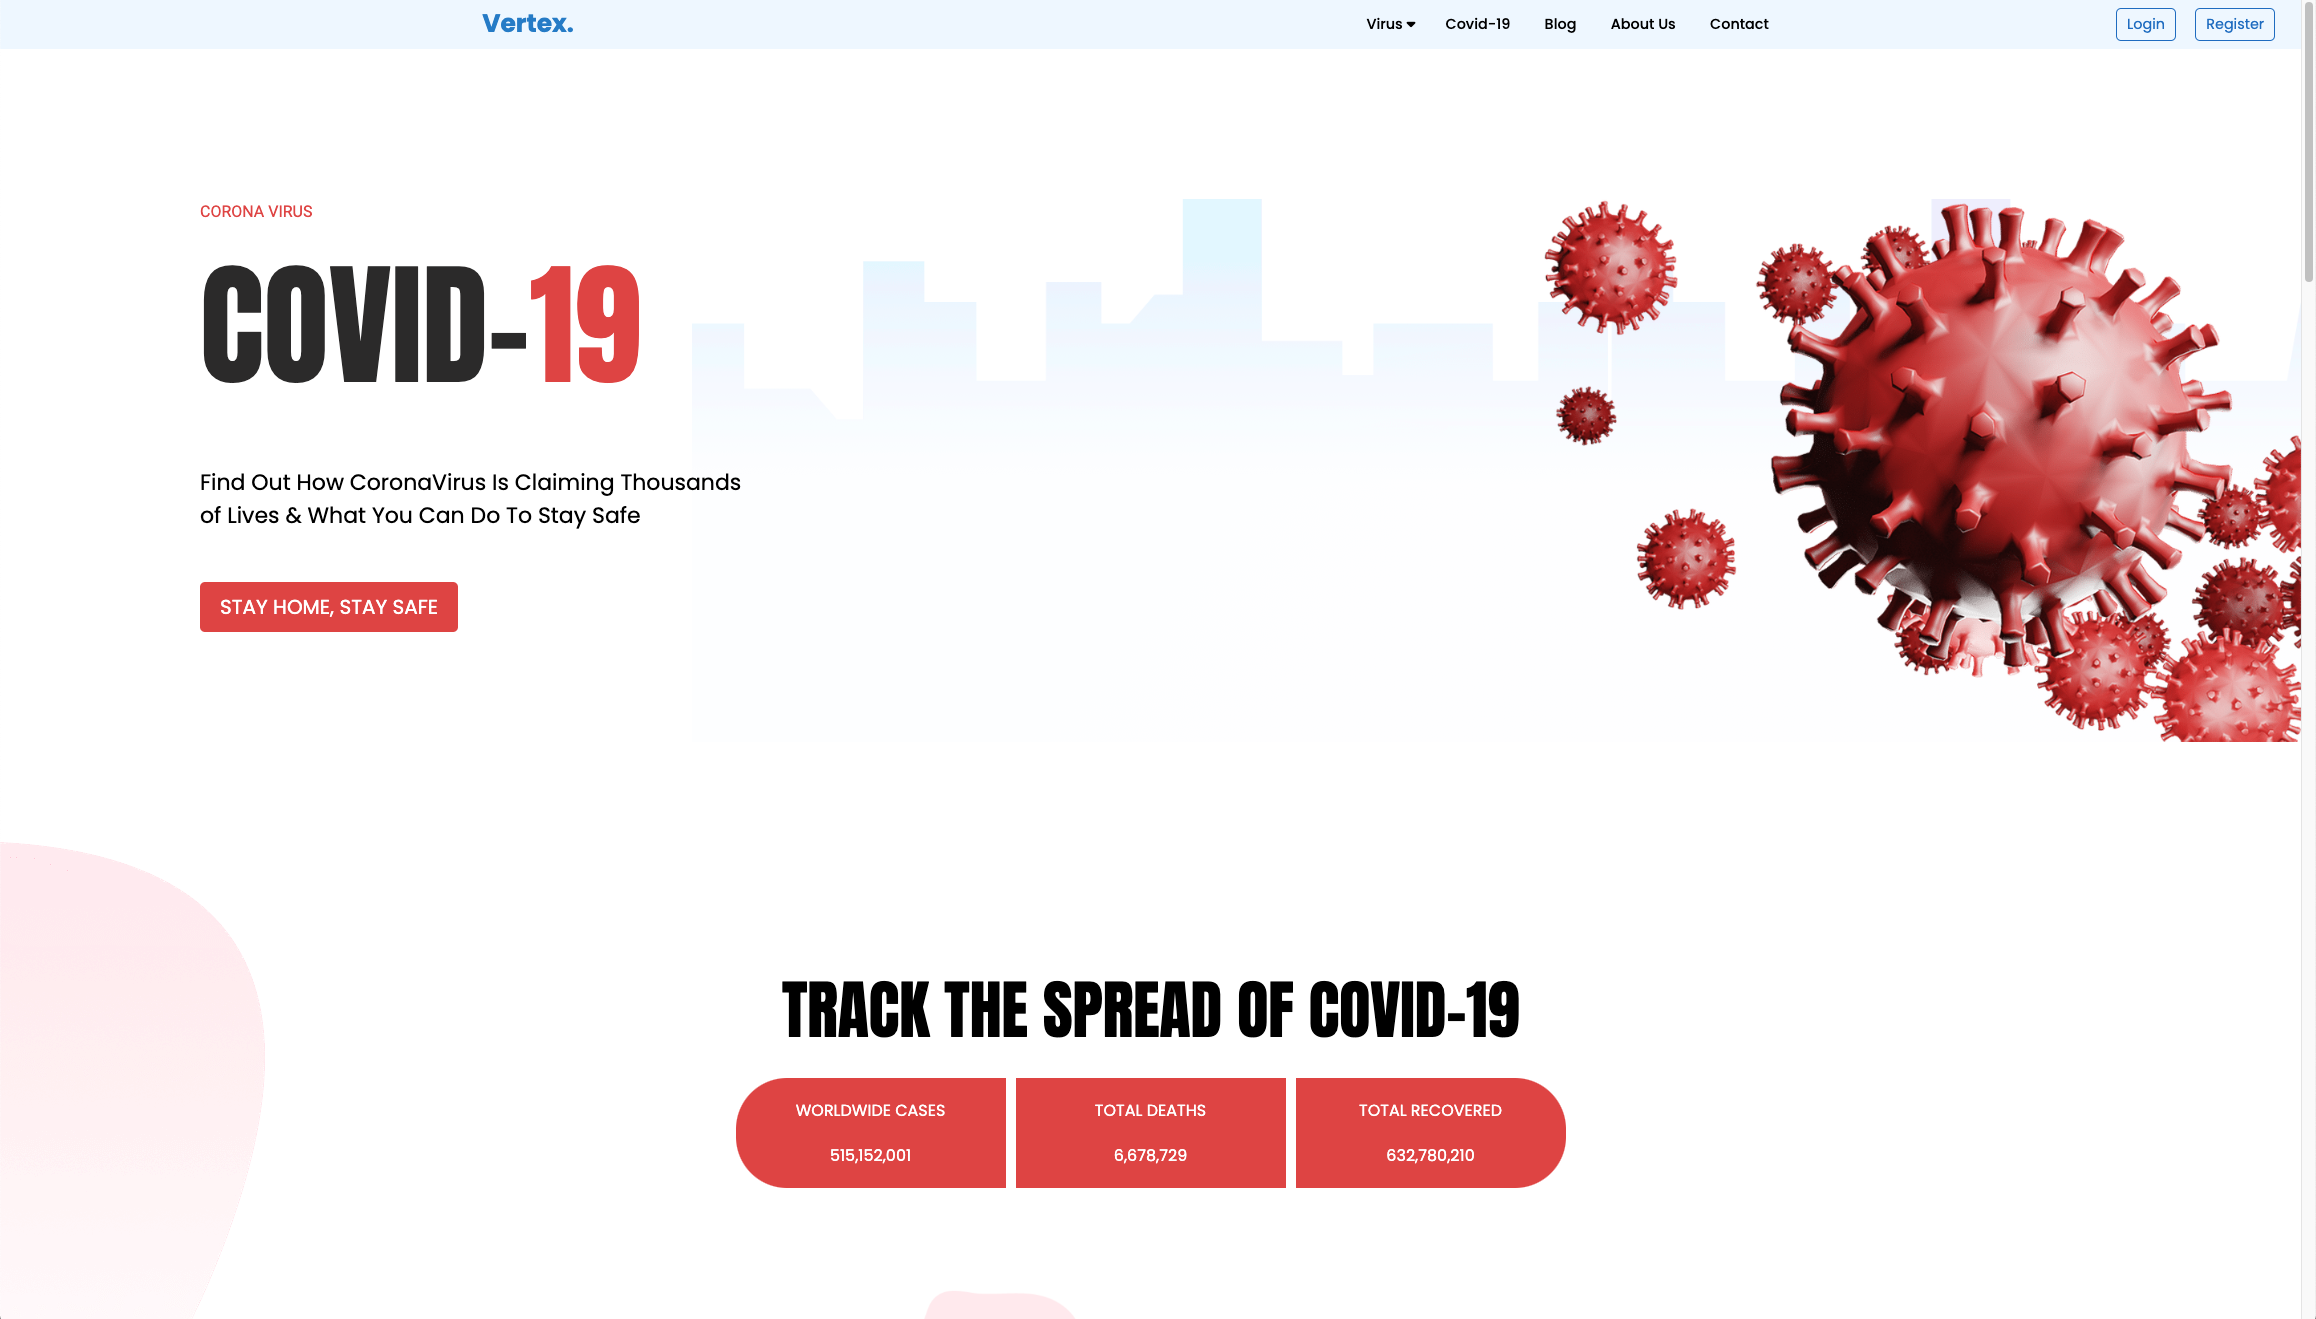 Vertex.
Virus
Covid-19
Blog
About Us
Contact
Login
Register
CORONA VIRUS
COVID-19
Find Out How CoronaVirus Is Claiming Thousands
of Lives & What You Can Do To Stay Safe
STAY HOME, STAY SAFE
TRACK THE SPREAD OF COVID-19
WORLDWIDE CASES
515,152,001
TOTAL DEATHS
6,678,729
TOTAL RECOVERED
632,780,210